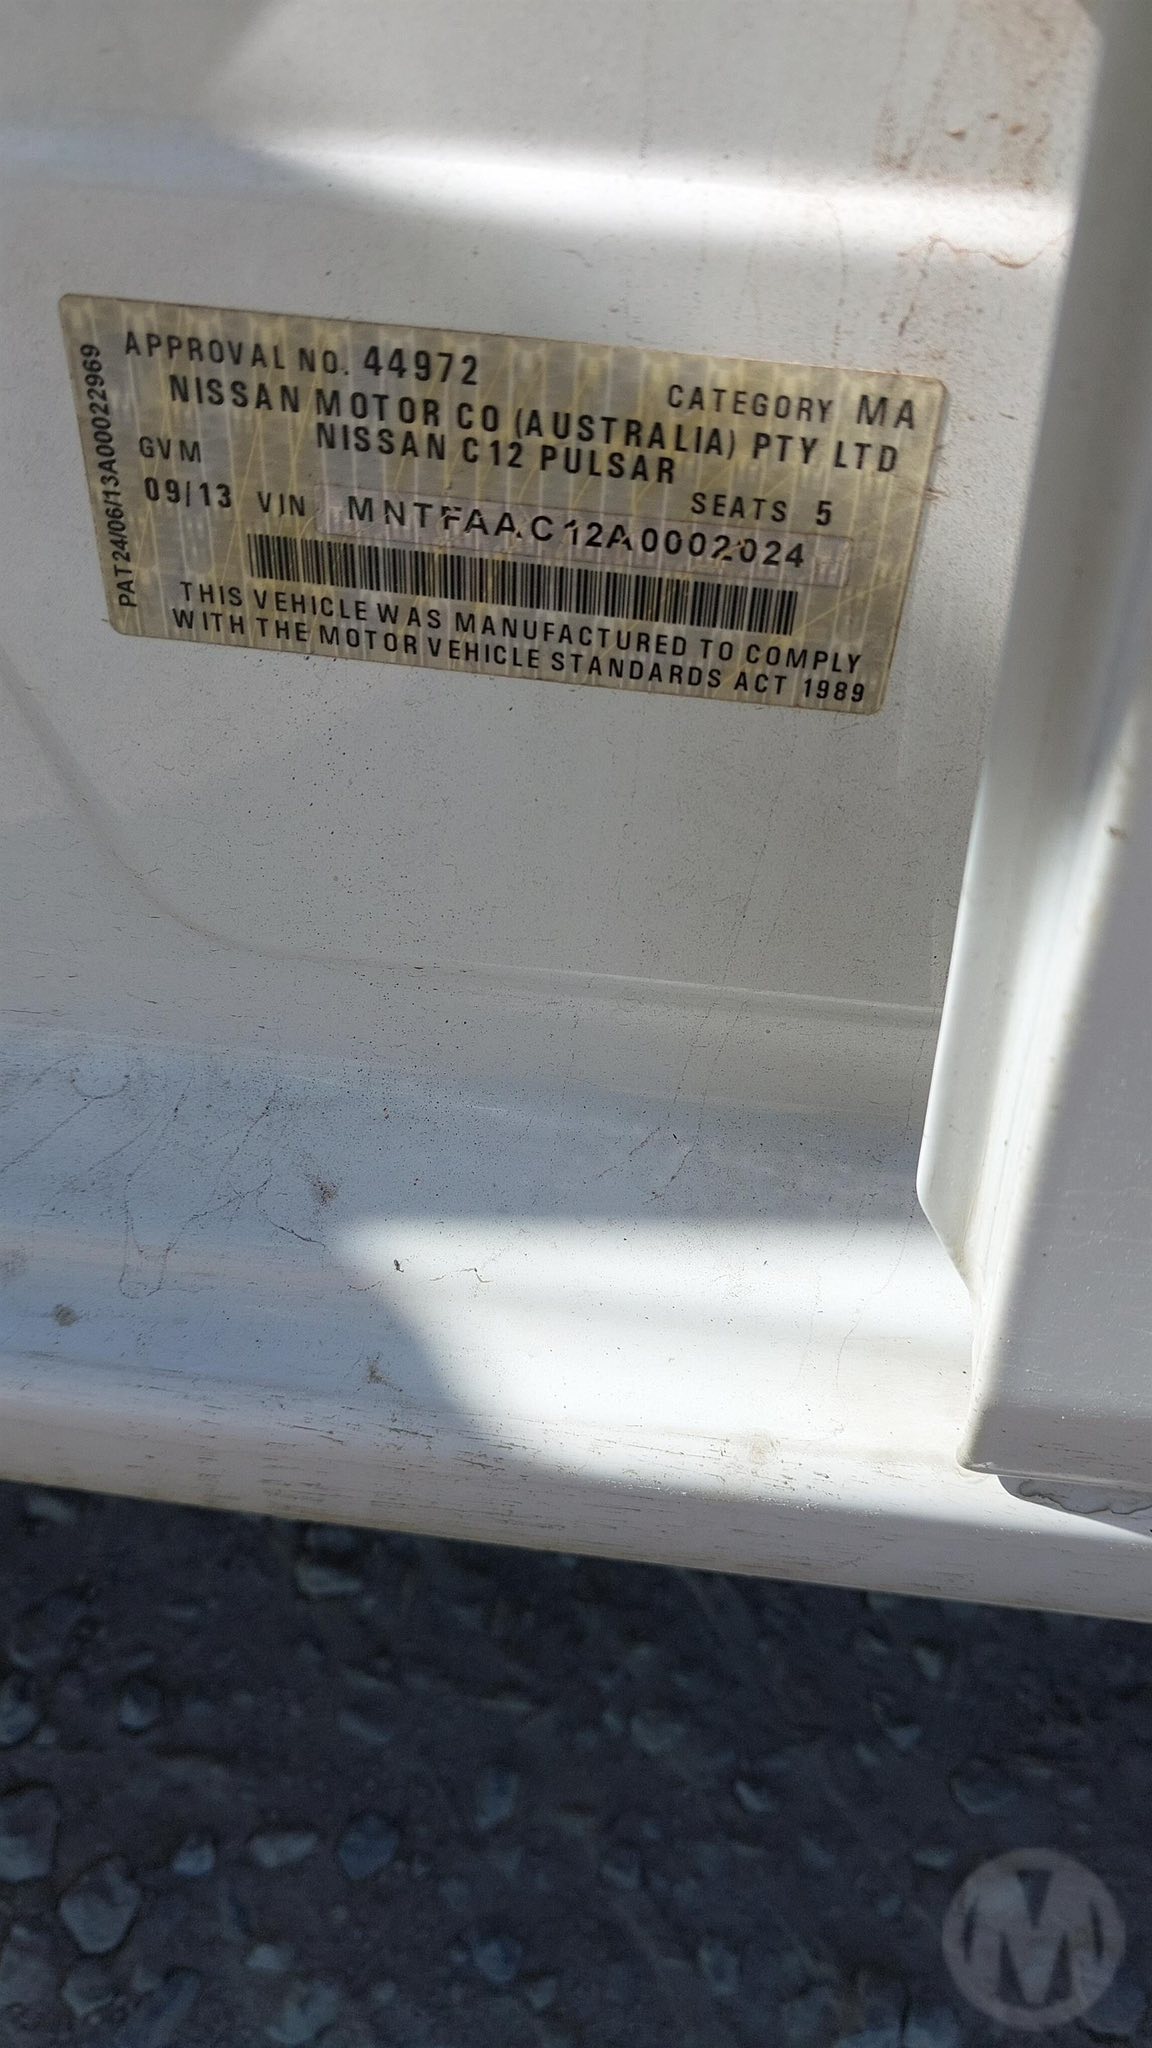 APPROVAL NO. 44972 CATEGORY MA
NISSAN MOTOR CO (AUSTRALIA) PTY LTD
NISSAN C12 PULSAR
GVM SEATS 5
09/13 VIN MNTFAAC12A0002024
THIS VEHICLE WAS MANUFACTURED TO COMPLY
WITH THE MOTOR VEHICLE STANDARDS ACT 1989
PAT24/06/13A00022969
M